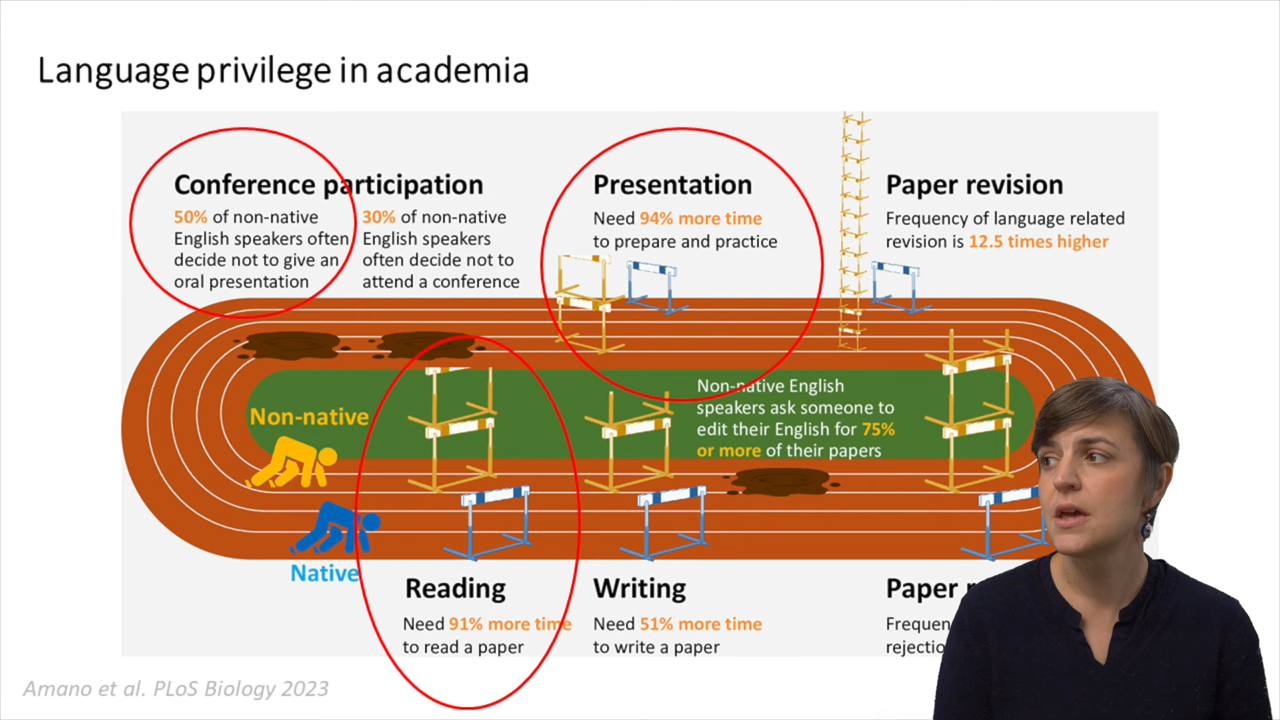 Language privilege in academia
Conference participation
50% of non-native
English speakers often
decide not to give an
oral presentation
30% of non-native
English speakers
often decide not to
attend a conference
Presentation
Need 94% more time
to prepare and practice
Paper revision
Frequency of language related
revision is 12.5 times higher
Non-native English
speakers ask someone to
edit their English for 75%
or more of their papers
Non-native
Native
Reading
Need 91% more time
to read a paper
Writing
Need 51% more time
to write a paper
Paper
Amano et al. PLoS Biology 2023